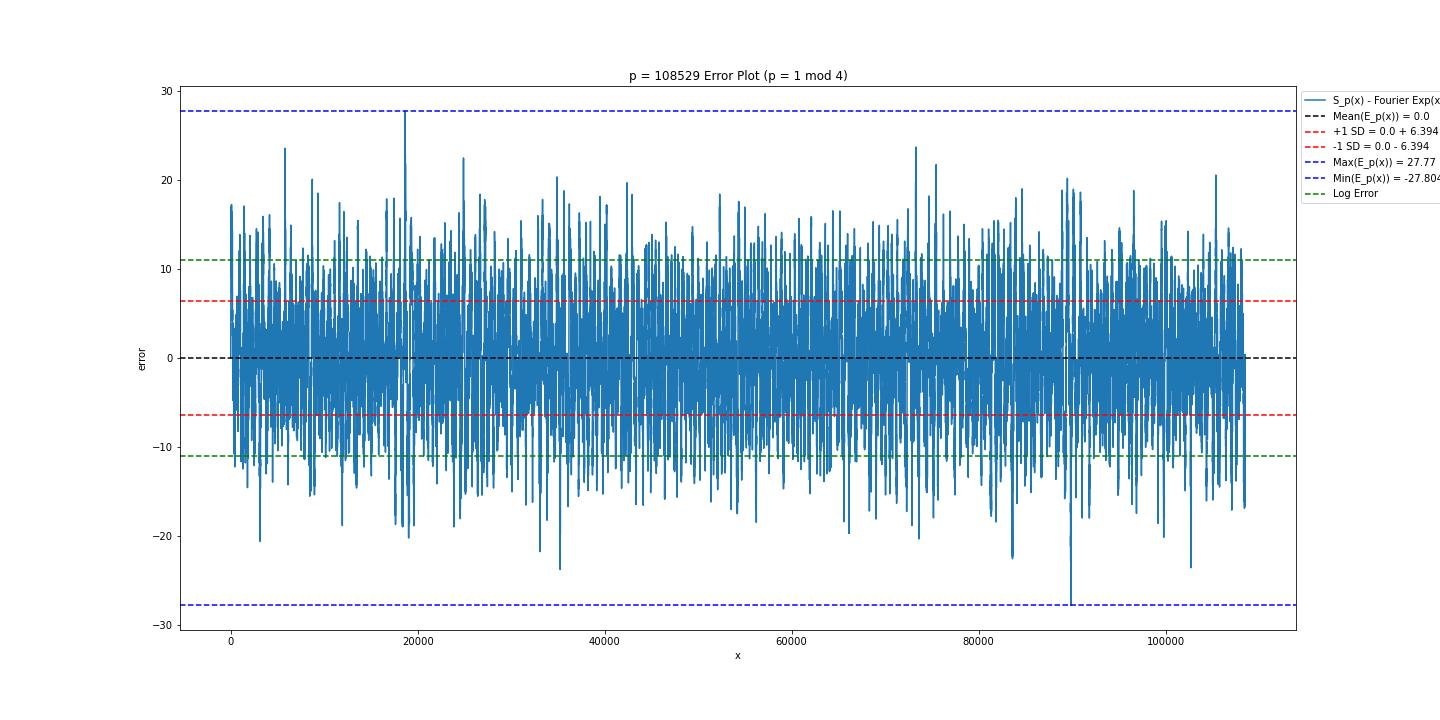 p = 108529 Error Plot (p = 1 mod 4)
30
20
10
0
−10
−20
−30
error
0
20000
40000
60000
80000
100000
x
S_p(x) - Fourier Exp(x
Mean(E_p(x)) = 0.0
+1 SD = 0.0 + 6.394
-1 SD = 0.0 - 6.394
Max(E_p(x)) = 27.77
Min(E_p(x)) = -27.804
Log Error